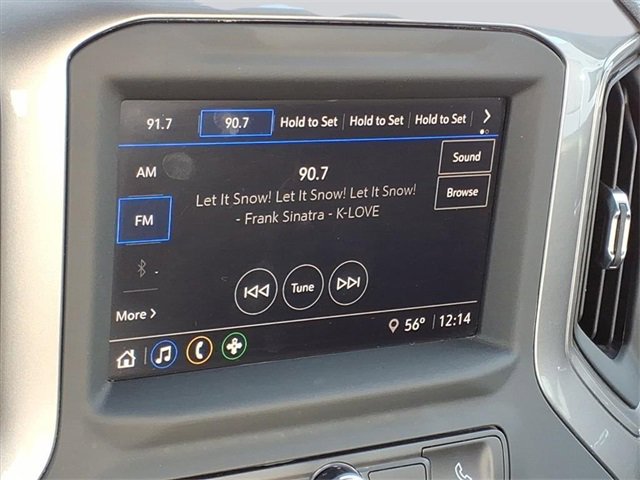 91.7 90.7 Hold to Set Hold to Set Hold to Set
AM
90.7
Sound
Let It Snow! Let It Snow! Let It Snow!
- Frank Sinatra - K-LOVE
Browse
FM
Tune
More
56° 12:14